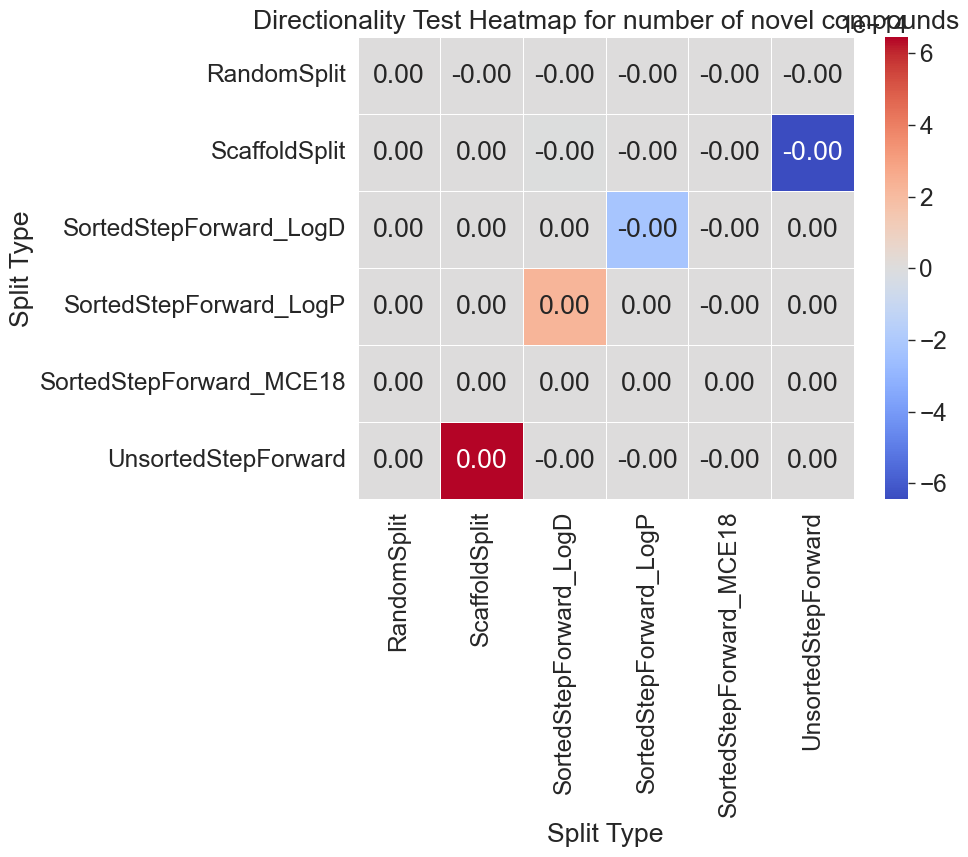 Directionality Test Heatmap for number of novel compounds
1e+14
RandomSplit 0.00 -0.00 -0.00 -0.00 -0.00 -0.00
ScaffoldSplit 0.00 0.00 -0.00 -0.00 -0.00 -0.00
SortedStepForward_LogD 0.00 0.00 0.00 -0.00 -0.00 0.00
SortedStepForward_LogP 0.00 0.00 0.00 0.00 -0.00 0.00
SortedStepForward_MCE18 0.00 0.00 0.00 0.00 0.00 0.00
UnsortedStepForward 0.00 0.00 -0.00 -0.00 -0.00 0.00
Split Type
RandomSplit
ScaffoldSplit
SortedStepForward_LogD
SortedStepForward_LogP
SortedStepForward_MCE18
UnsortedStepForward
Split Type
6
4
2
0
−2
−4
−6